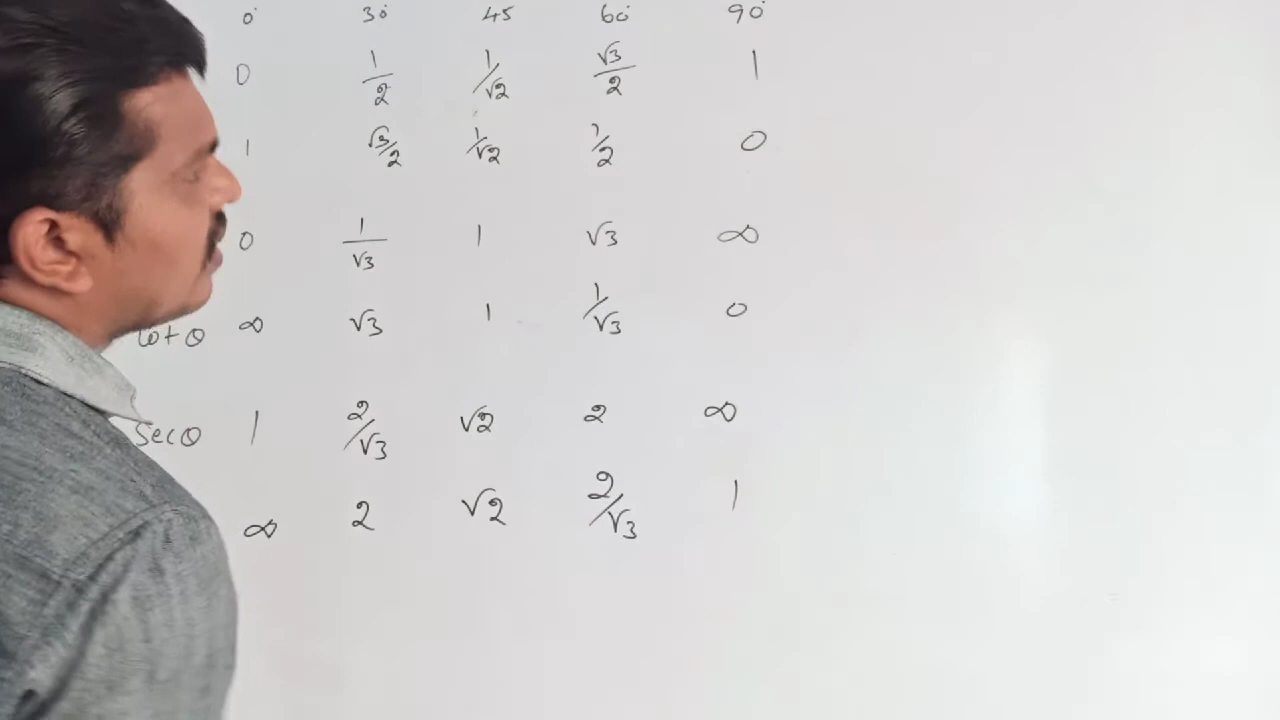 0° 30° 45 60° 90°
0 1/2 1/√2 √3/2 1
1 √3/2 1/√2 1/2 0
0 1/√3 1 √3 ∞
cot θ ∞ √3 1 1/√3 0
Sec θ 1 2/√3 √2 2 ∞
∞ 2 √2 2/√3 1